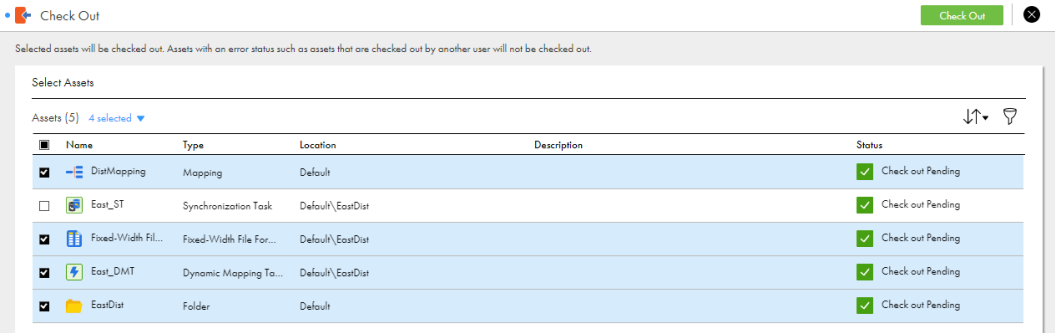 Check Out Check Out
Selected assets will be checked out. Assets with an error status such as assets that are checked out by another user will not be checked out.
Select Assets
Assets (5) 4 selected
Name Type Location Description Status
DistMapping Mapping Default Check out Pending
East_ST Synchronization Task Default\EastDist Check out Pending
Fixed-Width Fil... Fixed-Width File For... Default\EastDist Check out Pending
East_DMT Dynamic Mapping Ta... Default\EastDist Check out Pending
EastDist Folder Default Check out Pending